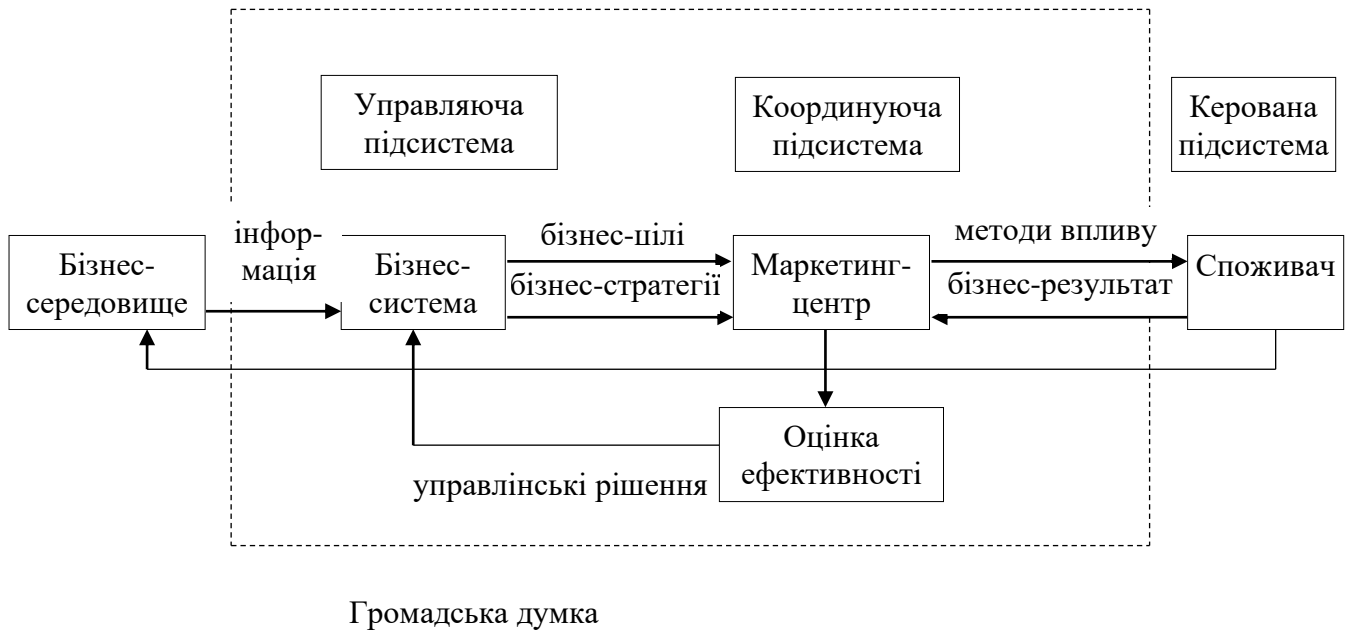 Управляюча
підсистема
Координуюча
підсистема
Керована
підсистема
Бізнес-
середовище
інфор-
мація
Бізнес-
система
бізнес-цілі
бізнес-стратегії
Маркетинг-
центр
методи впливу
бізнес-результат
Споживач
Оцінка
ефективності
управлінські рішення
Громадська думка